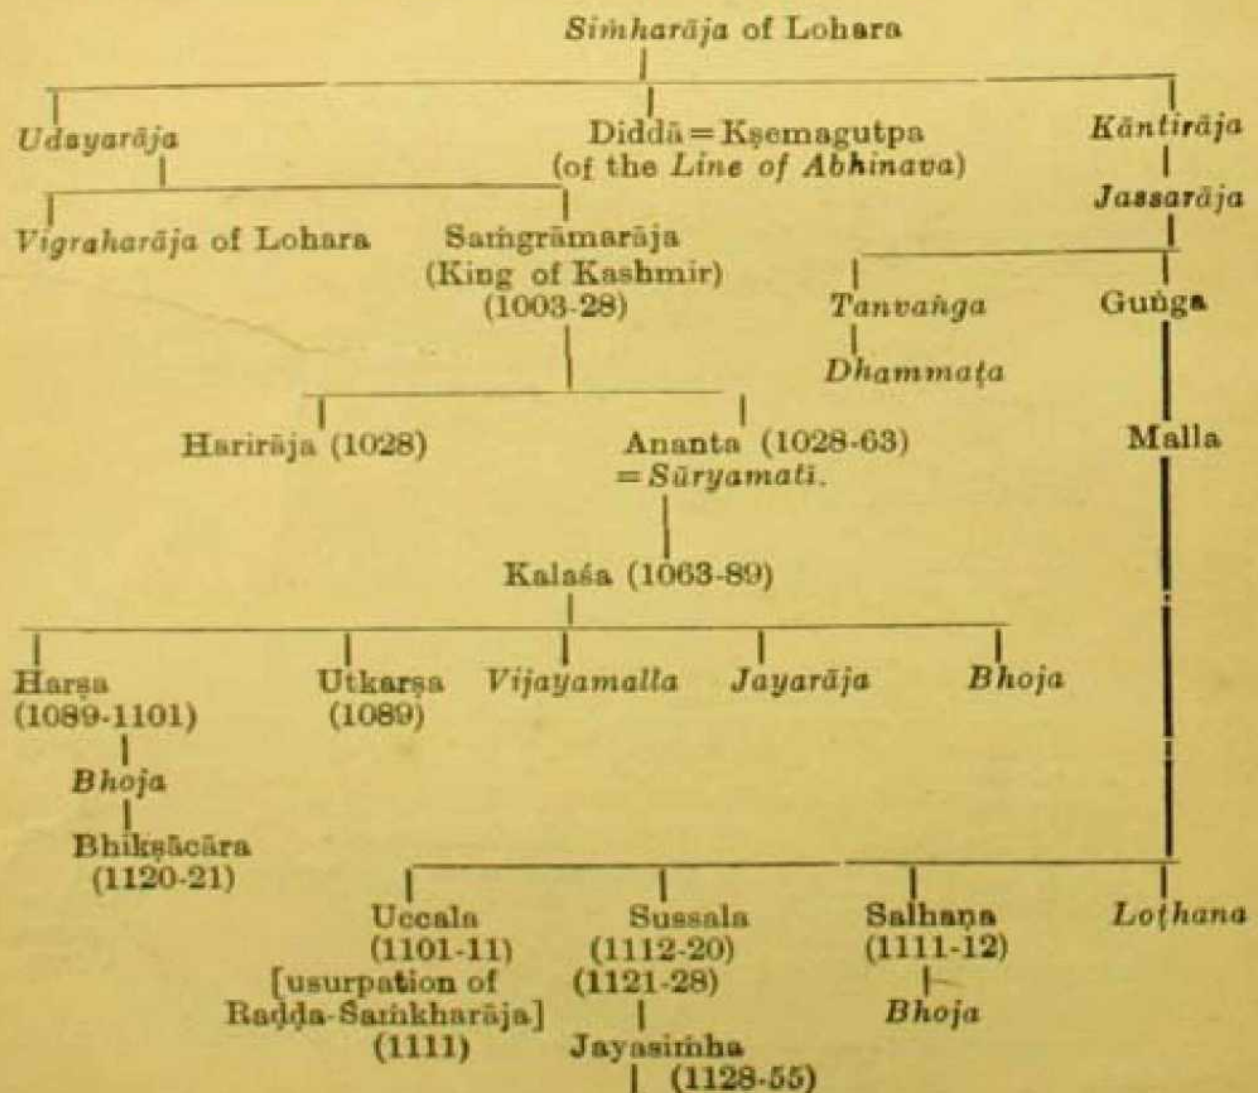 Siṁharāja of Lohara
Udayarāja Diddā = Kṣemagutpa Kāntirāja
(of the Line of Abhinava)
Jassarāja
Vigraharāja of Lohara Saṁgrāmarāja
(King of Kashmir)
(1003-28) Tanvaṅga Guṅga
Dhammaṭa
Harirāja (1028) Ananta (1028-63) Malla
= Sūryamati.
Kalaśa (1063-89)
Harṣa Utkarṣa Vijayamalla Jayarāja Bhoja
(1089-1101) (1089)
Bhoja
Bhikṣācāra
(1120-21)
Uccala Sussala Salhaṇa Loṭhana
(1101-11) (1112-20) (1111-12)
[usurpation of (1121-28)
Raḍḍa-Śaṁkharāja] Bhoja
(1111) Jayasiṁha
(1128-55)